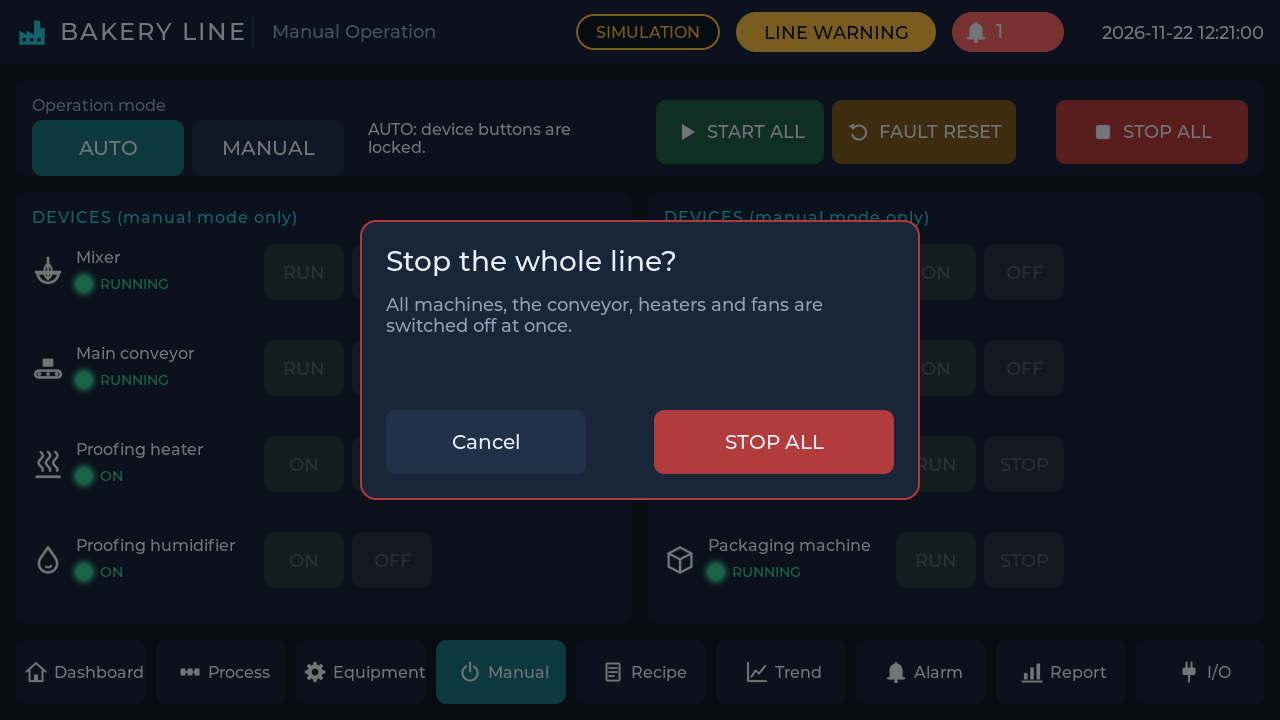 BAKERY LINE
Manual Operation
SIMULATION
LINE WARNING
1
2026-11-22 12:21:00
Operation mode
AUTO
MANUAL
AUTO: device buttons are
locked.
START ALL
FAULT RESET
STOP ALL
DEVICES (manual mode only)
DEVICES (manual mode only)
Mixer
RUNNING
RUN
ON
OFF
Main conveyor
RUNNING
RUN
ON
OFF
Proofing heater
ON
ON
RUN
STOP
Proofing humidifier
ON
ON
OFF
Packaging machine
RUNNING
RUN
STOP
Stop the whole line?
All machines, the conveyor, heaters and fans are
switched off at once.
Cancel
STOP ALL
Dashboard
Process
Equipment
Manual
Recipe
Trend
Alarm
Report
I/O